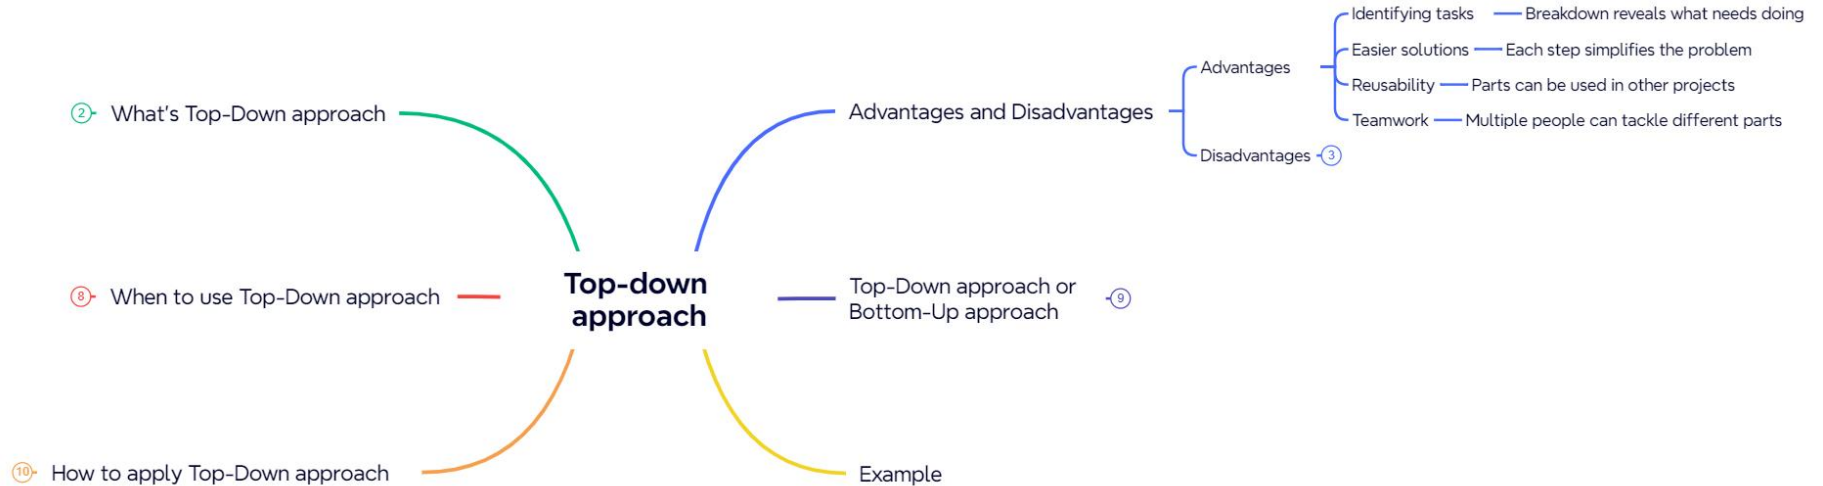 Top-down
approach
What's Top-Down approach
2
When to use Top-Down approach
8
How to apply Top-Down approach
10
Advantages and Disadvantages
Advantages
Identifying tasks
Breakdown reveals what needs doing
Easier solutions
Each step simplifies the problem
Reusability
Parts can be used in other projects
Teamwork
Multiple people can tackle different parts
Disadvantages
3
Top-Down approach or
Bottom-Up approach
9
Example